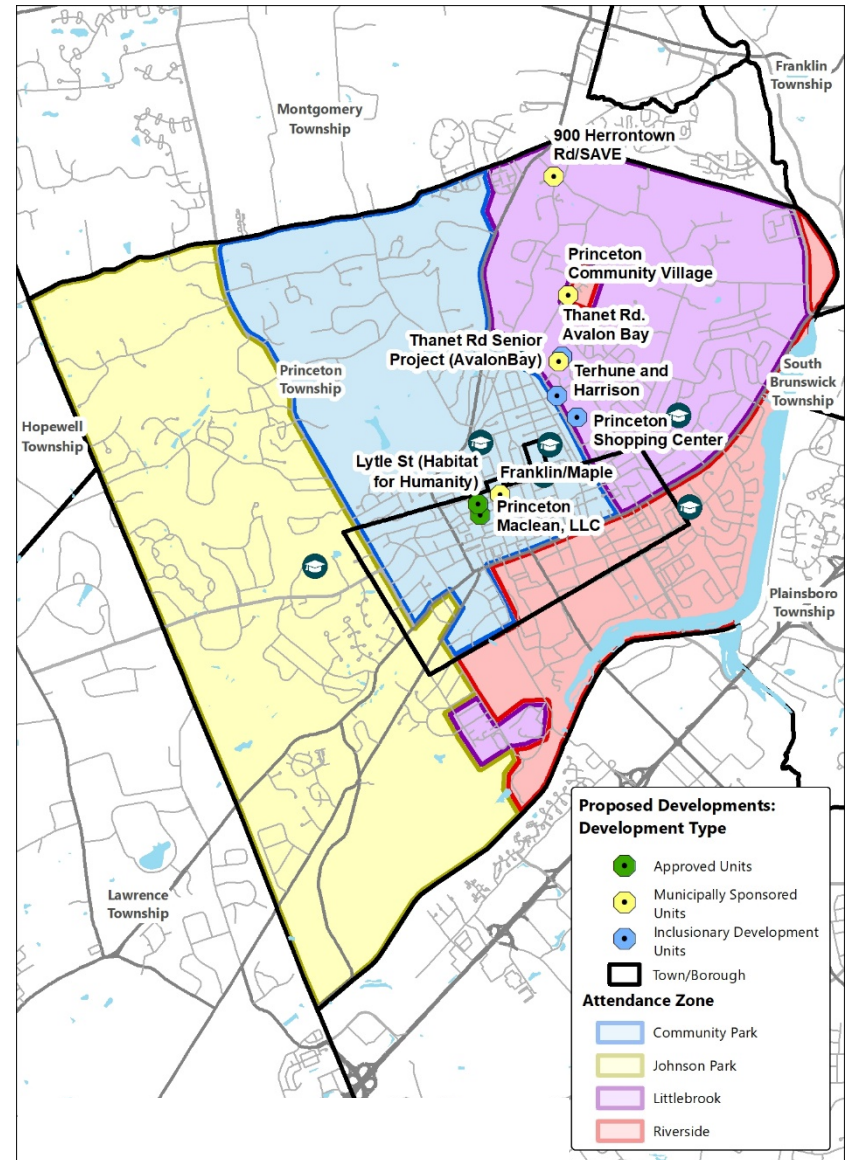 Franklin
Township
Montgomery
Township
900 Herrontown
Rd/SAVE
Princeton
Community Village
Thanet Rd.
Avalon Bay
Thanet Rd Senior
Project (AvalonBay)
Princeton
Township
Terhune and
Harrison
South
Brunswick
Township
Hopewell
Township
Princeton
Shopping Center
Lytle St (Habitat
for Humanity)
Franklin/Maple
Princeton
Maclean, LLC
Plainsboro
Township
Lawrence
Township
Proposed Developments:
Development Type
Approved Units
Municipally Sponsored
Units
Inclusionary Development
Units
Town/Borough
Attendance Zone
Community Park
Johnson Park
Littlebrook
Riverside